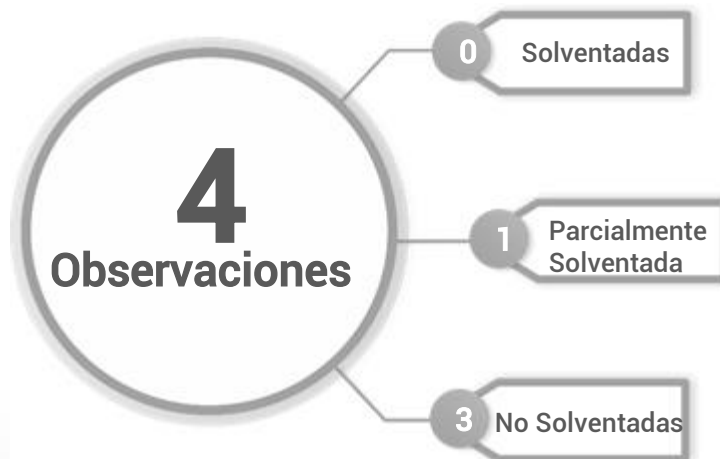 4
Observaciones
0
Solventadas
1
Parcialmente
Solventada
3
No Solventadas